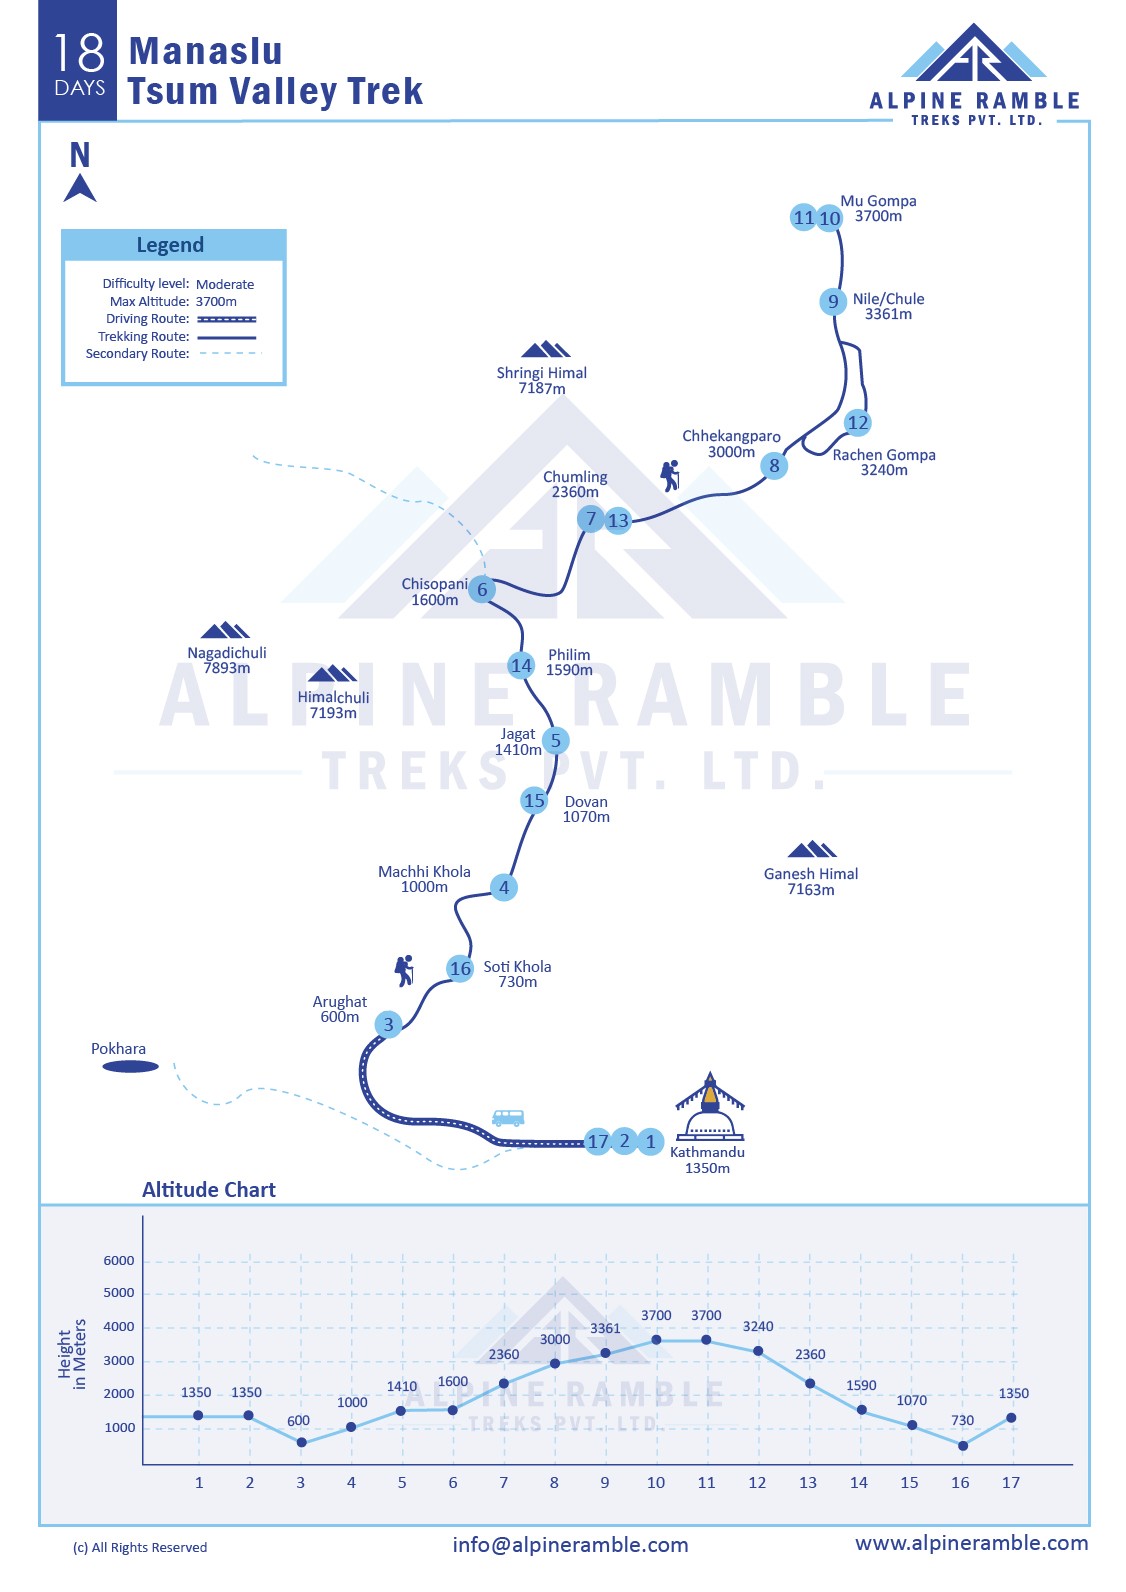 18
DAYS
Manaslu
Tsum Valley Trek
ALPINE RAMBLE
TREKS PVT. LTD.
N
Legend
Difficulty level: Moderate
Max Altitude: 3700m
Driving Route:
Trekking Route:
Secondary Route:
11 10
Mu Gompa
3700m
9
Nile/Chule
3361m
Shringi Himal
7187m
12
Rachen Gompa
3240m
Chhekangparo
3000m
8
Chumling
2360m
7 13
Chisopani
1600m
6
Nagadichuli
7893m
Himalchuli
7193m
14
Philim
1590m
ALPINE RAMBLE
TREKS PVT. LTD.
Jagat
1410m
5
15
Dovan
1070m
Ganesh Himal
7163m
Machhi Khola
1000m
4
16
Soti Khola
730m
Arughat
600m
3
Pokhara
17 2 1
Kathmandu
1350m
Altitude Chart
Height
in Meters
6000
5000
4000
3000
2000
1000
1350 1350 600 1000 1410 1600 2360 3000 3361 3700 3700 3240 2360 1590 1070 730 1350
ALPINE RAMBLE
TREKS PVT. LTD.
1 2 3 4 5 6 7 8 9 10 11 12 13 14 15 16 17
(c) All Rights Reserved
info@alpineramble.com
www.alpineramble.com